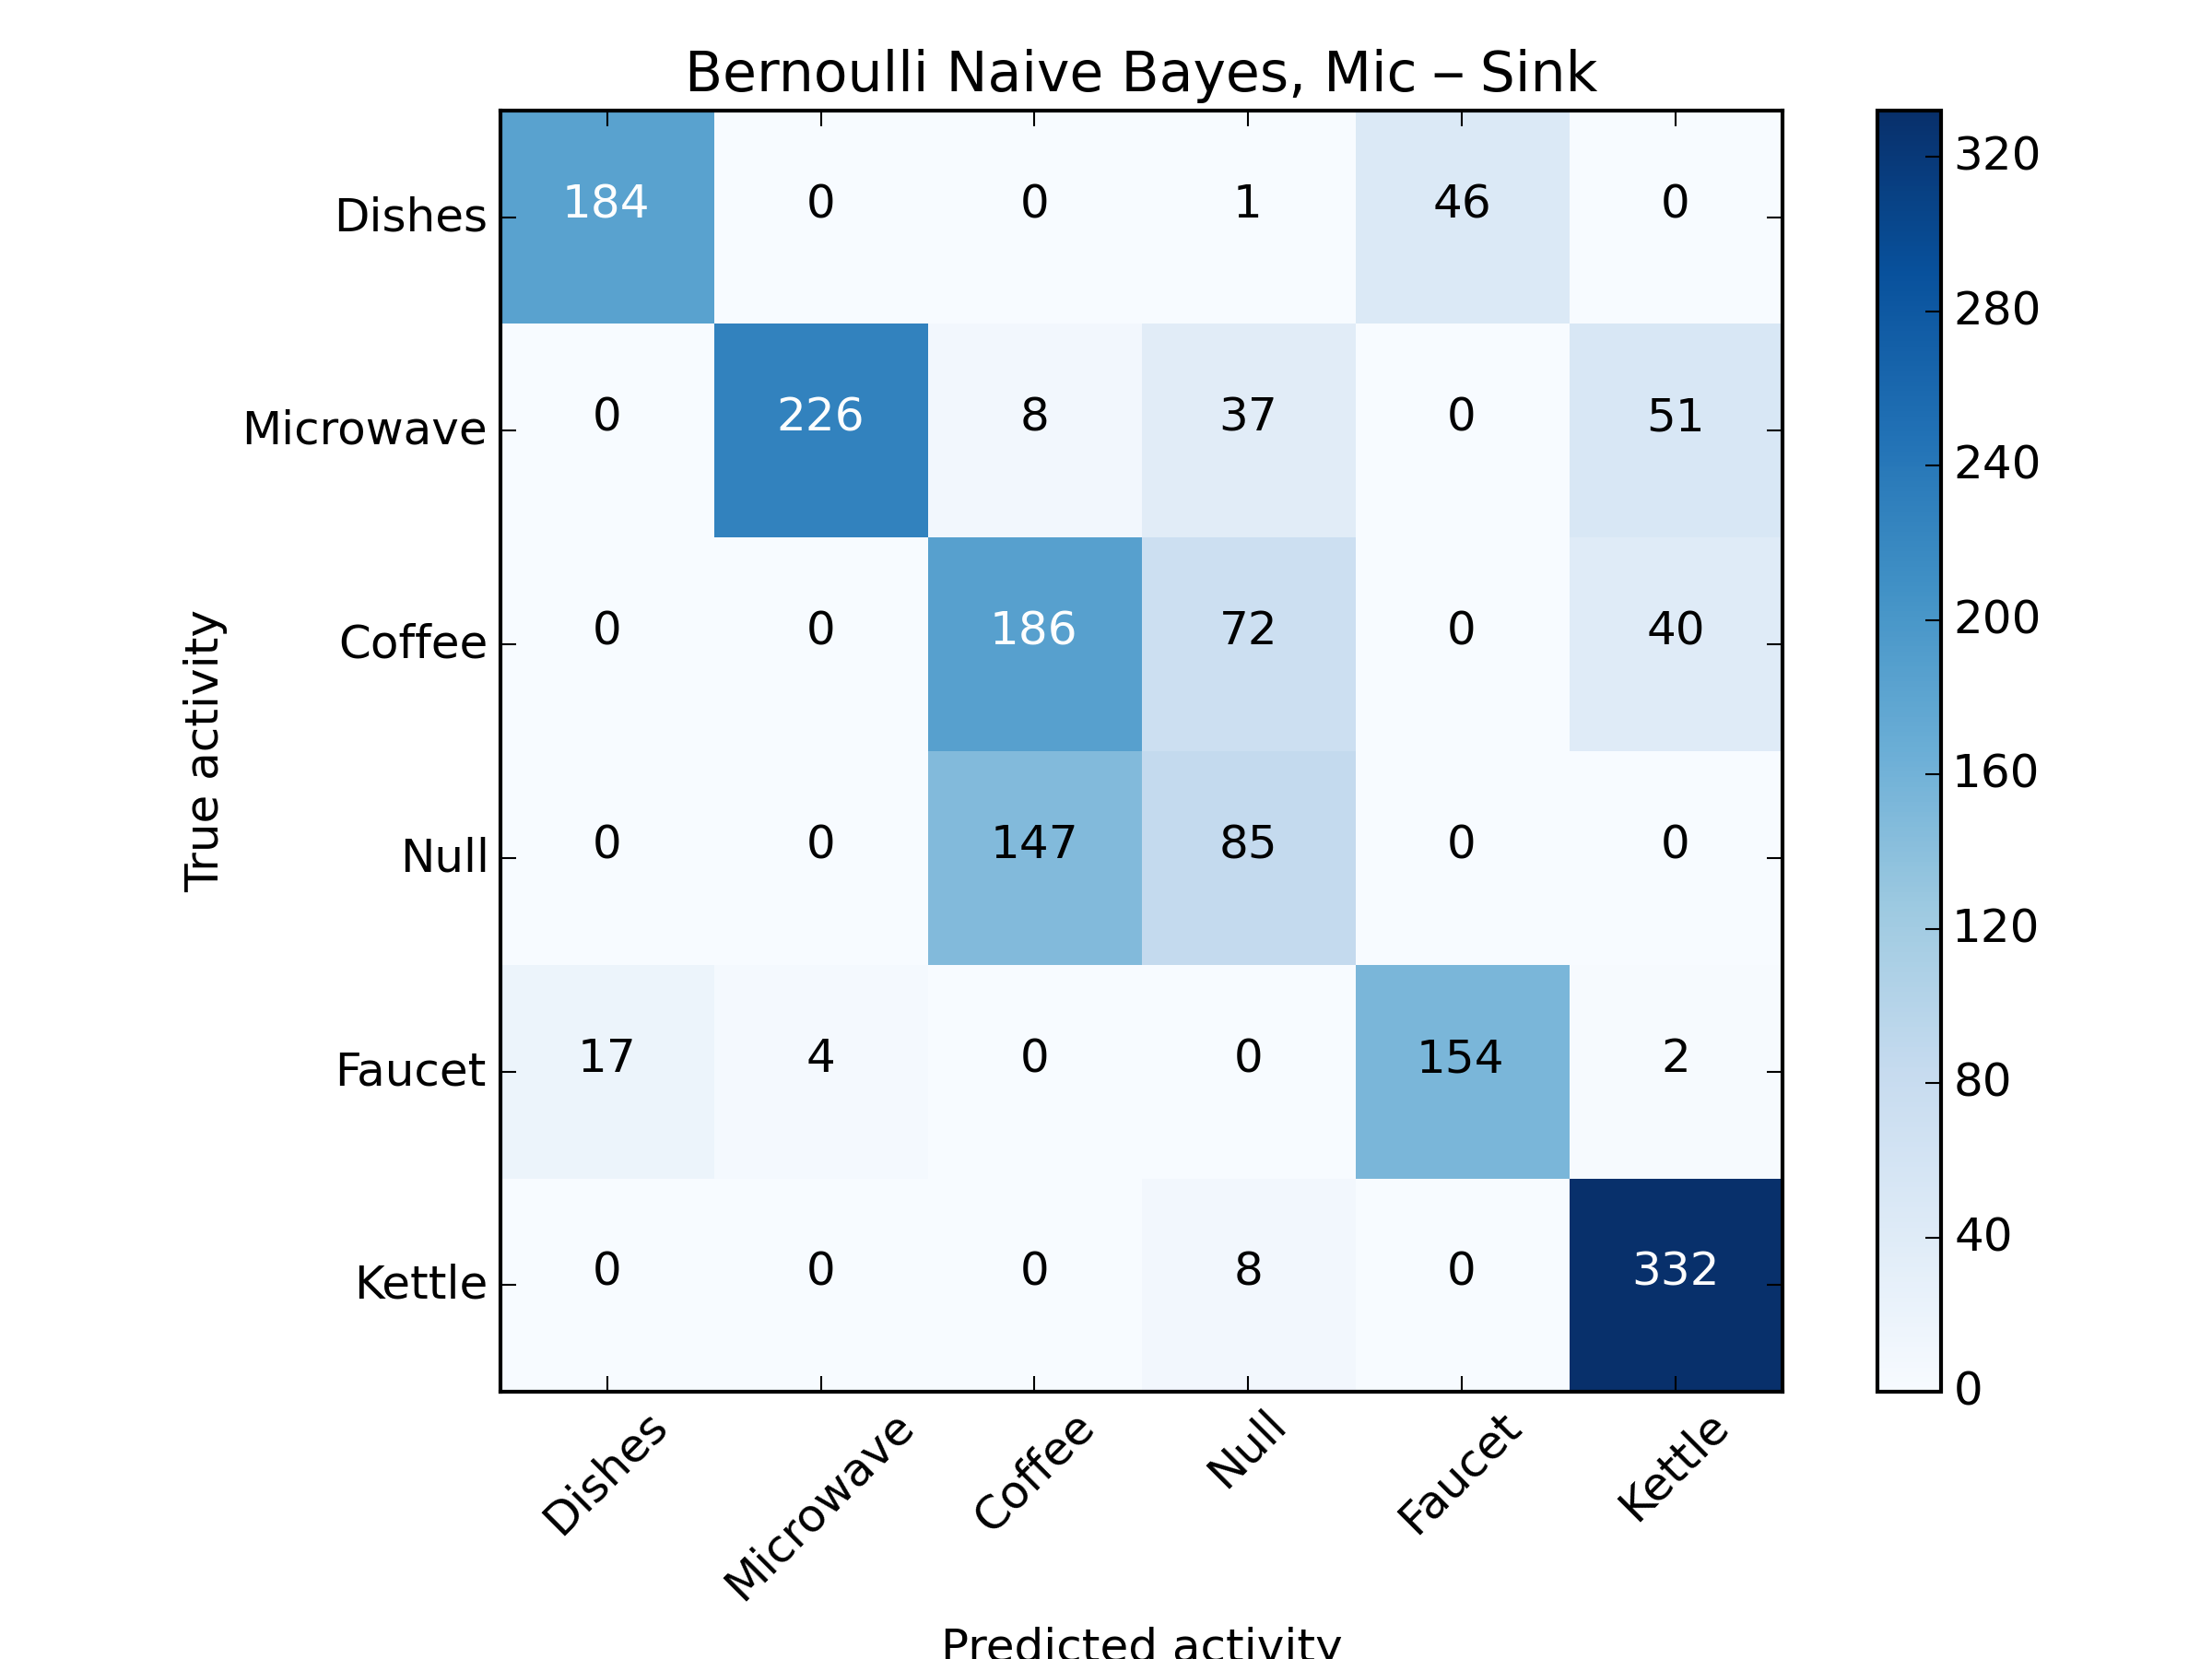 Bernoulli Naive Bayes, Mic – Sink
Dishes 184 0 0 1 46 0
Microwave 0 226 8 37 0 51
Coffee 0 0 186 72 0 40
Null 0 0 147 85 0 0
Faucet 17 4 0 0 154 2
Kettle 0 0 0 8 0 332
True activity
Dishes Microwave Coffee Null Faucet Kettle
Predicted activity
320
280
240
200
160
120
80
40
0